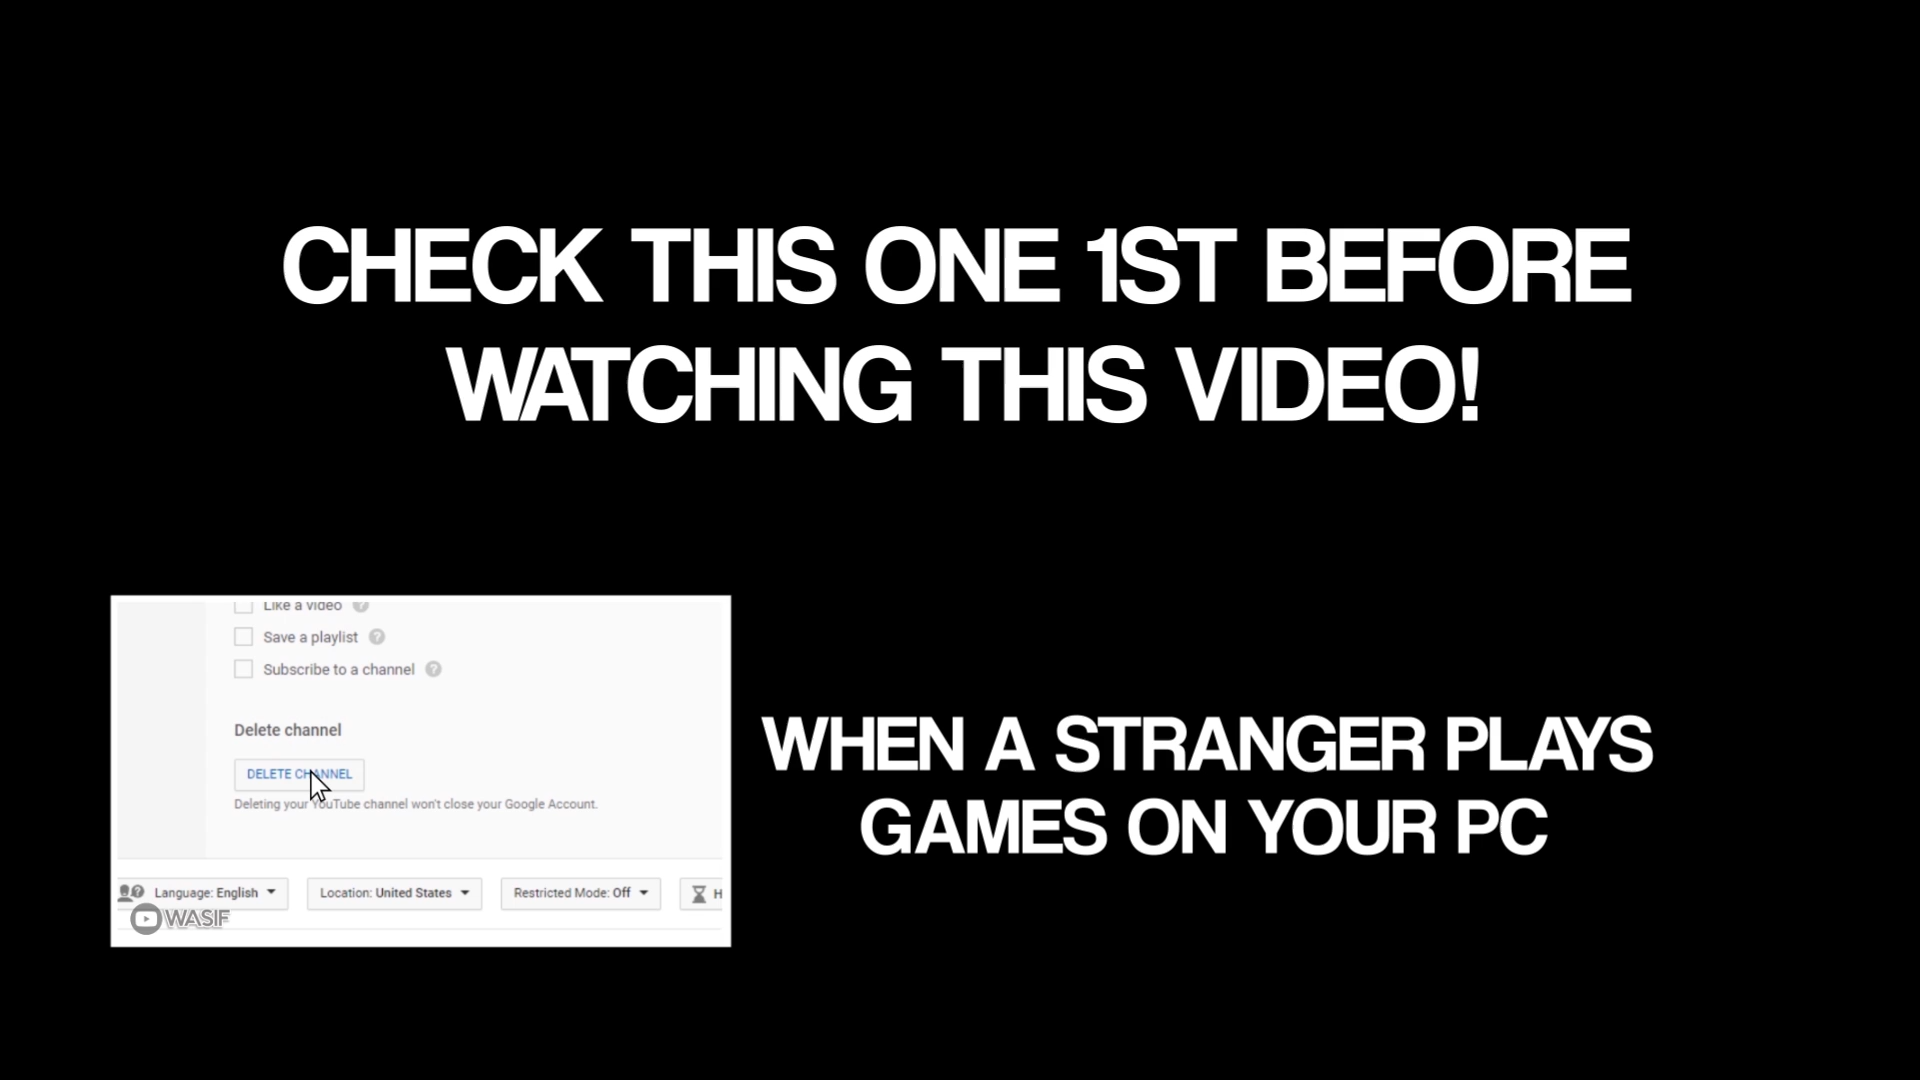 CHECK THIS ONE 1ST BEFORE
WATCHING THIS VIDEO!
Like a video
Save a playlist
Subscribe to a channel
Delete channel
DELETE CHANNEL
Deleting your YouTube channel won't close your Google Account.
Language: English
Location: United States
Restricted Mode: Off
H
WASIF
WHEN A STRANGER PLAYS
GAMES ON YOUR PC